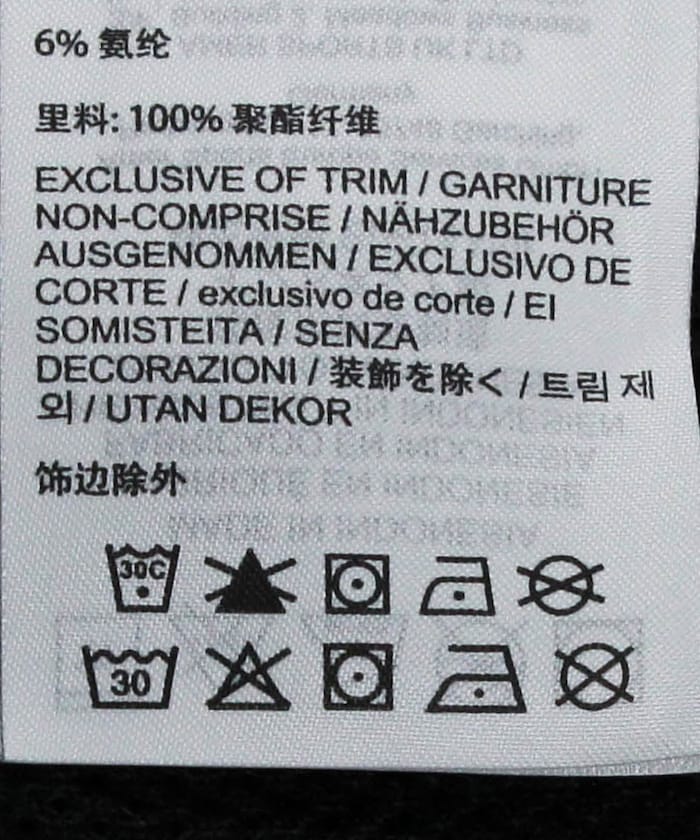 6% 氨纶
里料: 100% 聚酯纤维
EXCLUSIVE OF TRIM / GARNITURE
NON-COMPRISE / NÄHZUBEHÖR
AUSGENOMMEN / EXCLUSIVO DE
CORTE / exclusivo de corte / EI
SOMISTEITA / SENZA
DECORAZIONI / 装飾を除く / 트림 제
외 / UTAN DEKOR
饰边除外
30C
30